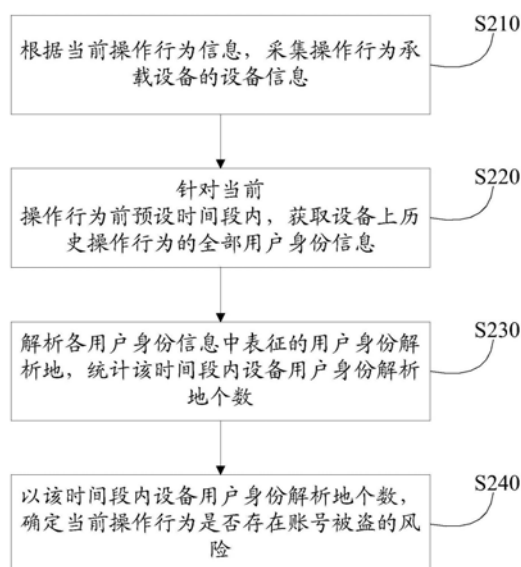 S210
根据当前操作行为信息，采集操作行为承
载设备的设备信息
S220
针对当前
操作行为前预设时间段内，获取设备上历
史操作行为的全部用户身份信息
S230
解析各用户身份信息中表征的用户身份解
析地，统计该时间段内设备用户身份解析
地个数
S240
以该时间段内设备用户身份解析地个数，
确定当前操作行为是否存在账号被盗的风
险